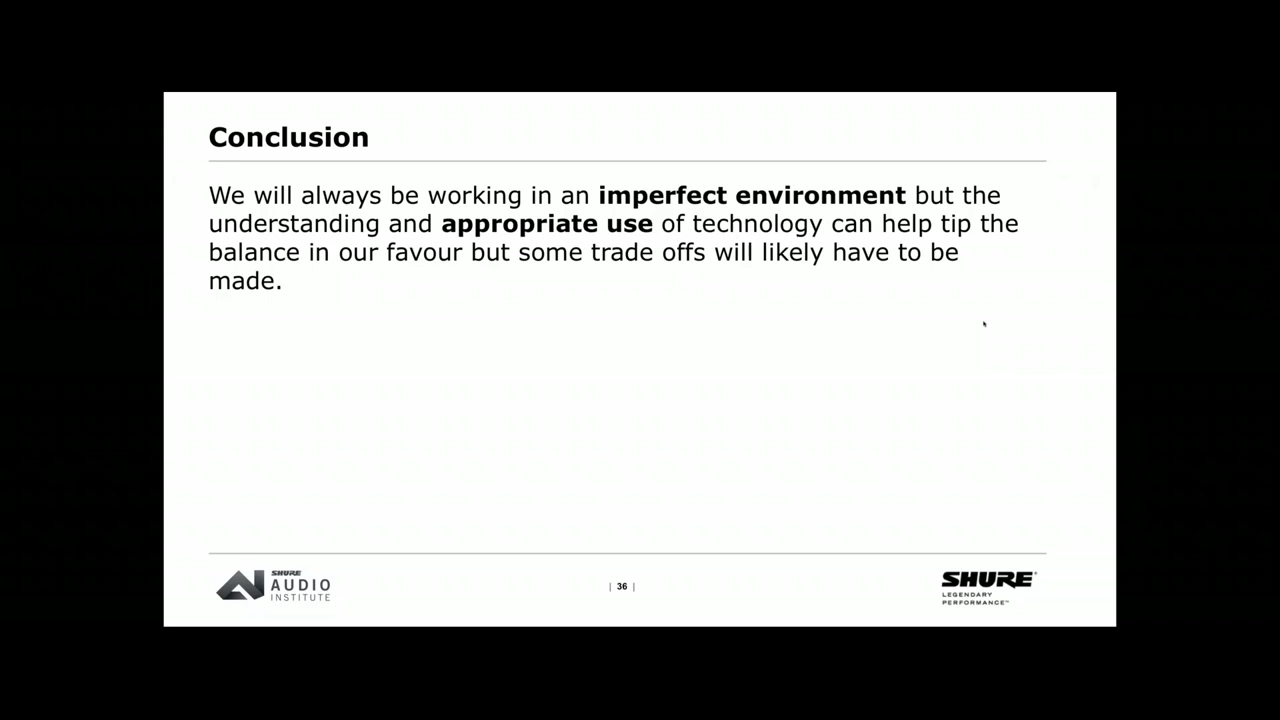 Conclusion
We will always be working in an imperfect environment but the
understanding and appropriate use of technology can help tip the
balance in our favour but some trade offs will likely have to be
made.
SHURE
AUDIO
INSTITUTE
| 36 |
SHURE®
LEGENDARY
PERFORMANCE™